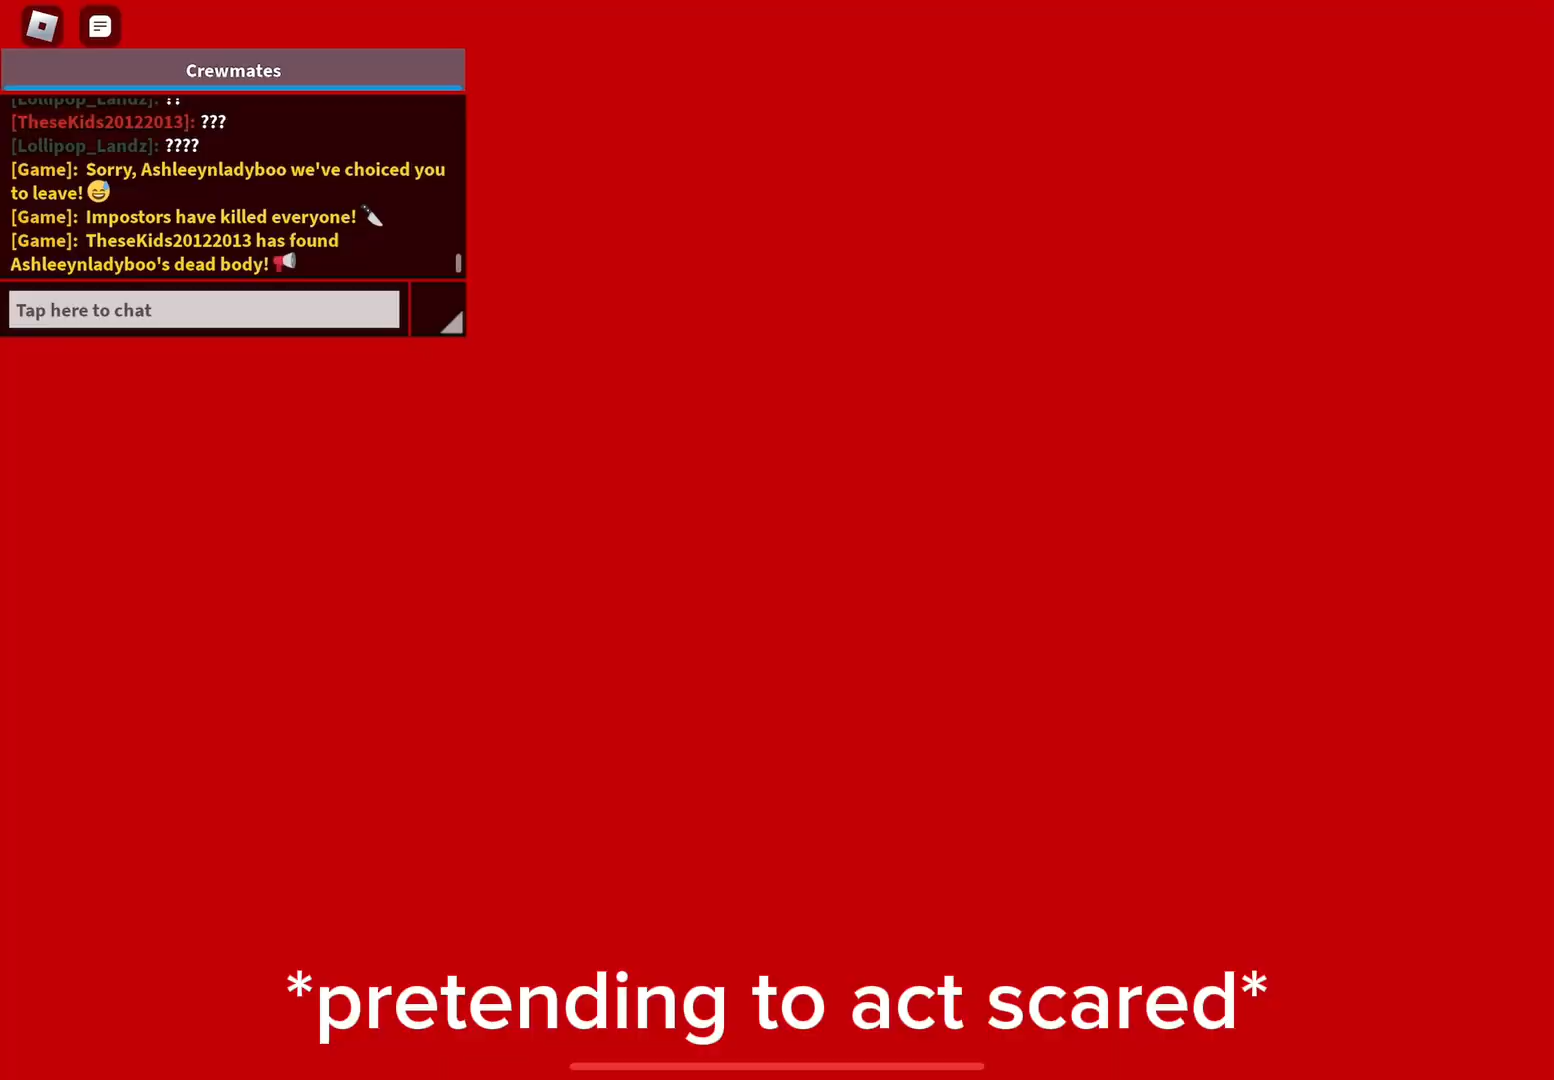 Crewmates
[Lollipop_Landz]: ??
[TheseKids20122013]: ???
[Lollipop_Landz]: ????
[Game]: Sorry, Ashleeynladyboo we've choiced you
to leave! 😅
[Game]: Impostors have killed everyone! 🔪
[Game]: TheseKids20122013 has found
Ashleeynladyboo's dead body! 📢
Tap here to chat
*pretending to act scared*